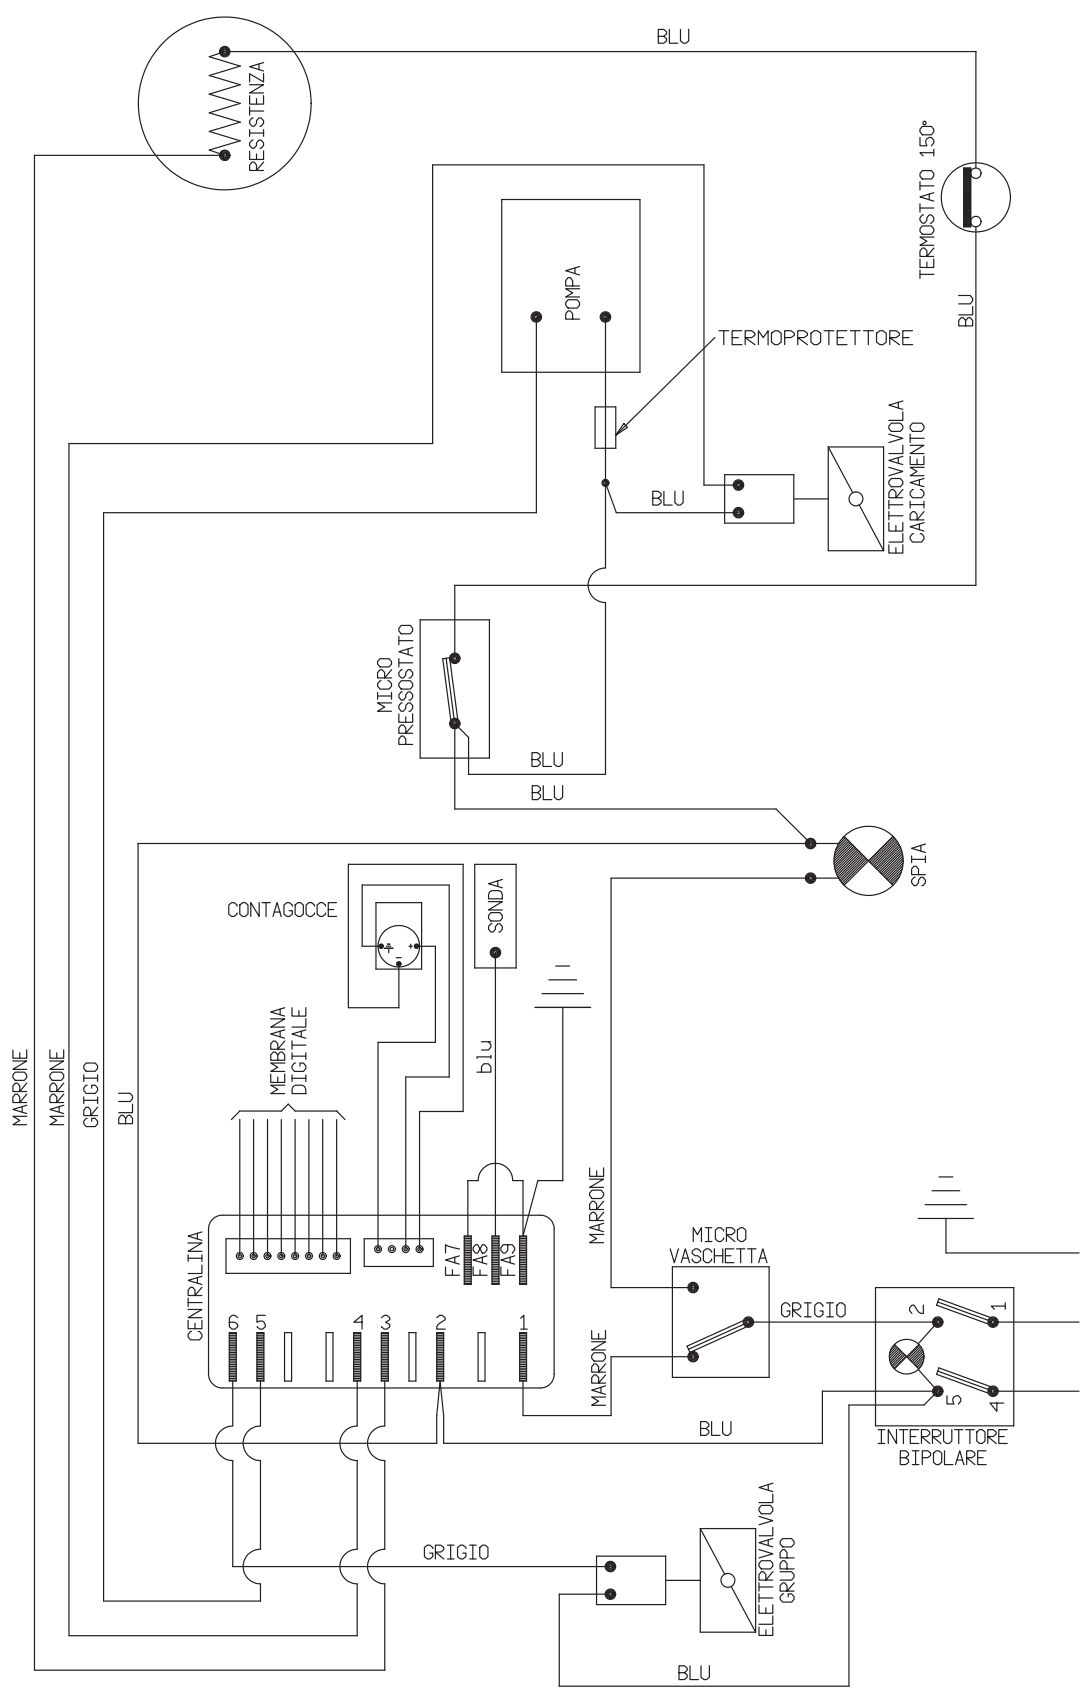 BLU
RESISTENZA
TERMOSTATO 150°
POMPA
BLU
TERMOPROTETTORE
ELETTROVALVOLA
CARICAMENTO
BLU
MICRO
PRESSOSTATO
BLU
BLU
SPIA
CONTAGOCCE
+
-
SONDA
MEMBRANA
DIGITALE
blu
MARRONE
MARRONE
GRIGIO
BLU
MARRONE
CENTRALINA
FA7
FA8
FA9
MICRO
VASCHETTA
GRIGIO
6 5 4 3 2 1
MARRONE
2 1
5 4
INTERRUTTORE
BIPOLARE
BLU
GRIGIO
ELETTROVALVOLA
GRUPPO
BLU